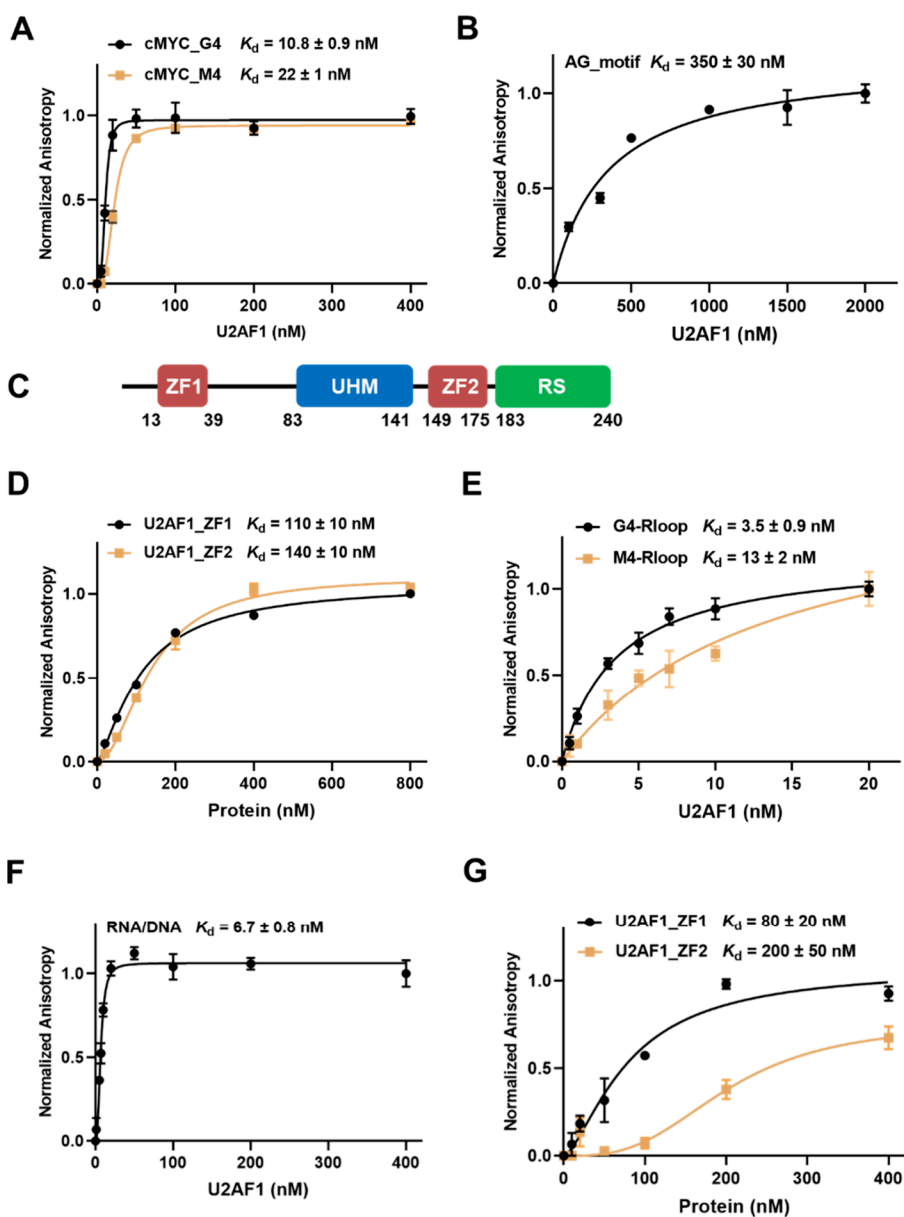 A
cMYC_G4 Kd = 10.8 ± 0.9 nM
cMYC_M4 Kd = 22 ± 1 nM
Normalized Anisotropy
1.0
0.5
0.0
0 100 200 300 400
U2AF1 (nM)
B
AG_motif Kd = 350 ± 30 nM
Normalized Anisotropy
1.0
0.5
0.0
0 500 1000 1500 2000
U2AF1 (nM)
C
ZF1 UHM ZF2 RS
13 39 83 141 149 175 183 240
D
U2AF1_ZF1 Kd = 110 ± 10 nM
U2AF1_ZF2 Kd = 140 ± 10 nM
Normalized Anisotropy
1.0
0.5
0.0
0 200 400 600 800
Protein (nM)
E
G4-Rloop Kd = 3.5 ± 0.9 nM
M4-Rloop Kd = 13 ± 2 nM
Normalized Anisotropy
1.0
0.5
0.0
0 5 10 15 20
U2AF1 (nM)
F
RNA/DNA Kd = 6.7 ± 0.8 nM
Normalized Anisotropy
1.0
0.5
0.0
0 100 200 300 400
U2AF1 (nM)
G
U2AF1_ZF1 Kd = 80 ± 20 nM
U2AF1_ZF2 Kd = 200 ± 50 nM
Normalized Anisotropy
1.0
0.5
0.0
0 100 200 300 400
Protein (nM)